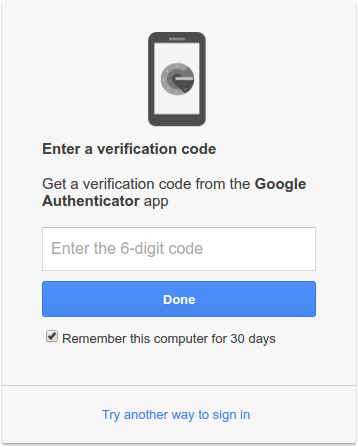 Enter a verification code
Get a verification code from the Google
Authenticator app
Enter the 6-digit code
Done
Remember this computer for 30 days
Try another way to sign in